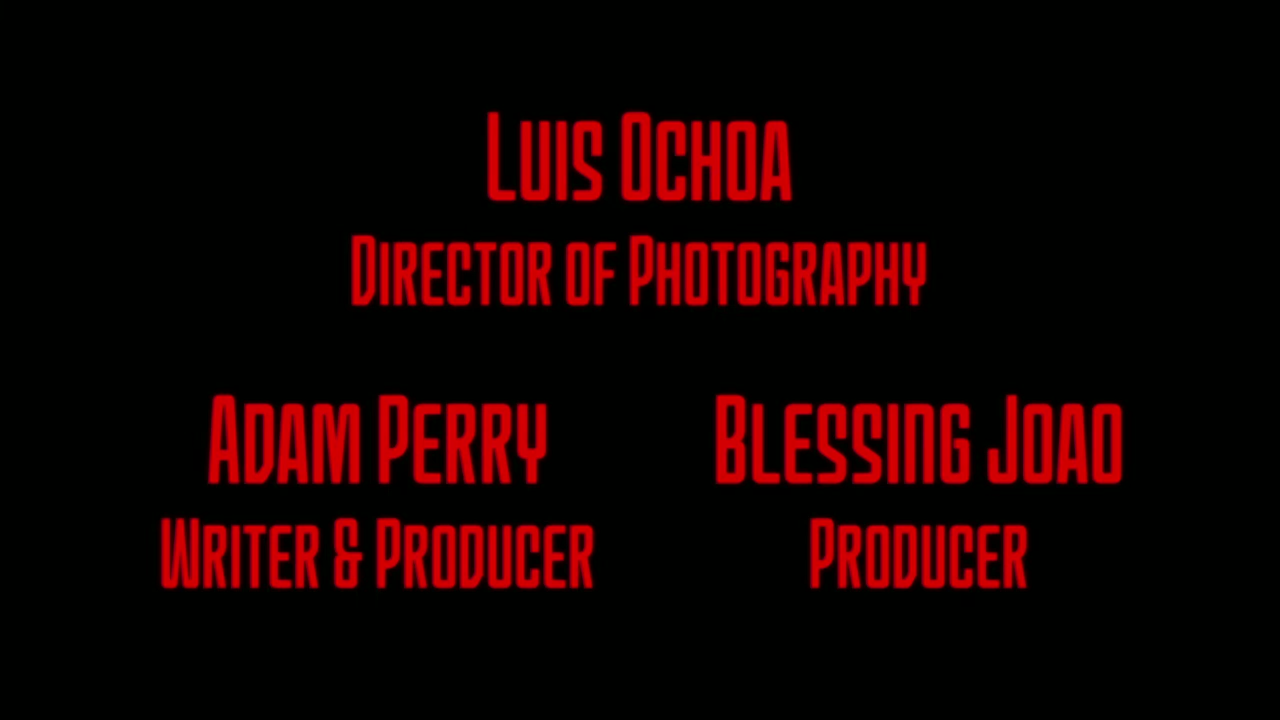 Luis Ochoa
Director of Photography
Adam Perry
Writer & Producer
Blessing Joao
Producer